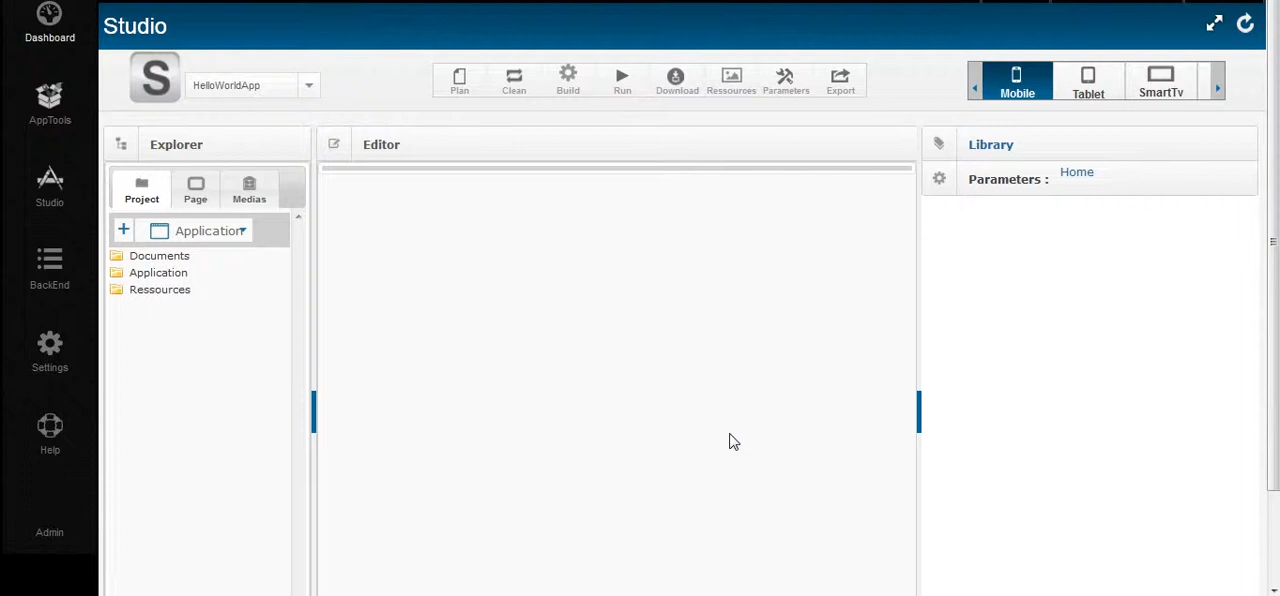 Dashboard
Studio
S
HelloWorldApp
Plan Clean Build Run Download Ressources Parameters Export
Mobile Tablet SmartTv
AppTools
Explorer
Editor
Library
Project Page Medias
Parameters : Home
Studio
Application
Documents
Application
Ressources
BackEnd
Settings
Help
Admin